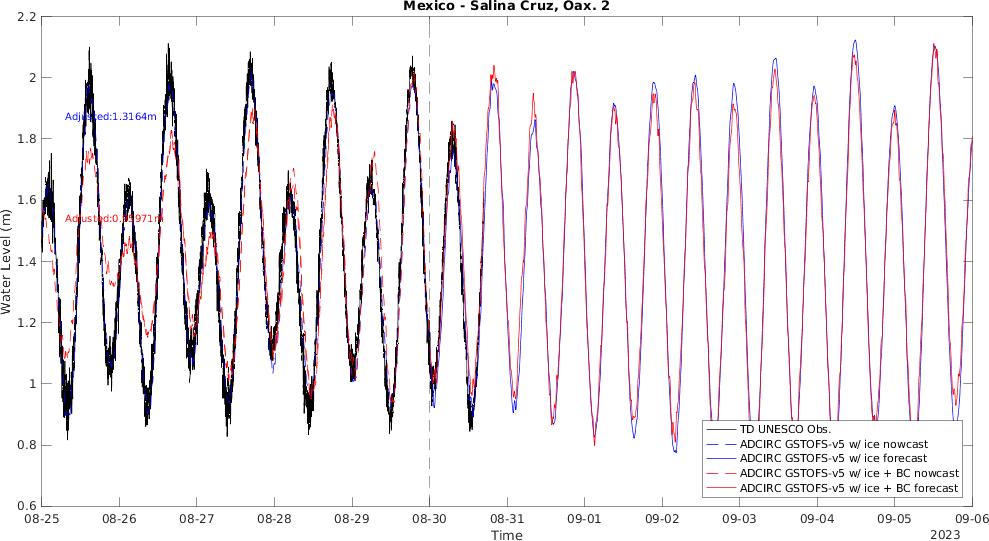 Mexico - Salina Cruz, Oax. 2
2.2
2
1.8
1.6
1.4
1.2
1
0.8
0.6
Water Level (m)
Adjusted:1.3164m
TD UNESCO Obs.
ADCIRC GSTOFS-v5 w/ ice nowcast
ADCIRC GSTOFS-v5 w/ ice forecast
ADCIRC GSTOFS-v5 w/ ice + BC nowcast
ADCIRC GSTOFS-v5 w/ ice + BC forecast
08-25 08-26 08-27 08-28 08-29 08-30 08-31 09-01 09-02 09-03 09-04 09-05 09-06
Time
2023